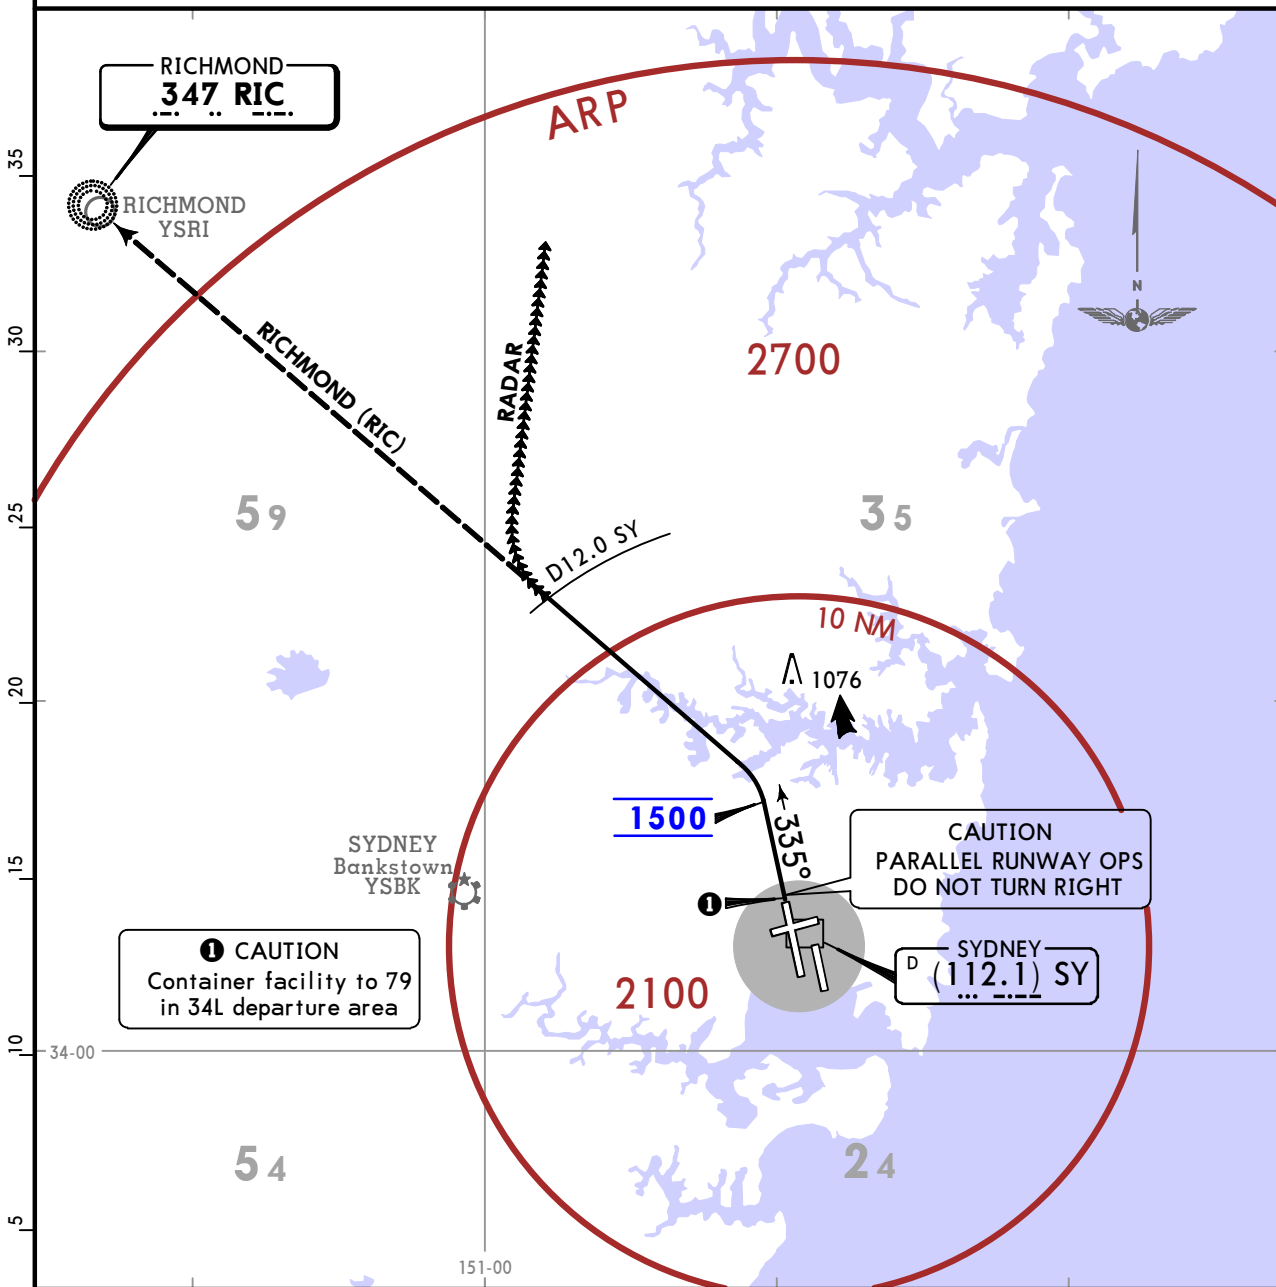 RICHMOND
347 RIC
ARP
35
RICHMOND
YSRI
N
30
RICHMOND (RIC)
RADAR
2700
59
35
25
D12.0 SY
10 NM
1076
20
1500
335°
CAUTION
PARALLEL RUNWAY OPS
DO NOT TURN RIGHT
SYDNEY
Bankstown
YSBK
15
1
1 CAUTION
Container facility to 79
in 34L departure area
SYDNEY
D (112.1) SY
2100
10
34-00
54
24
5
151-00